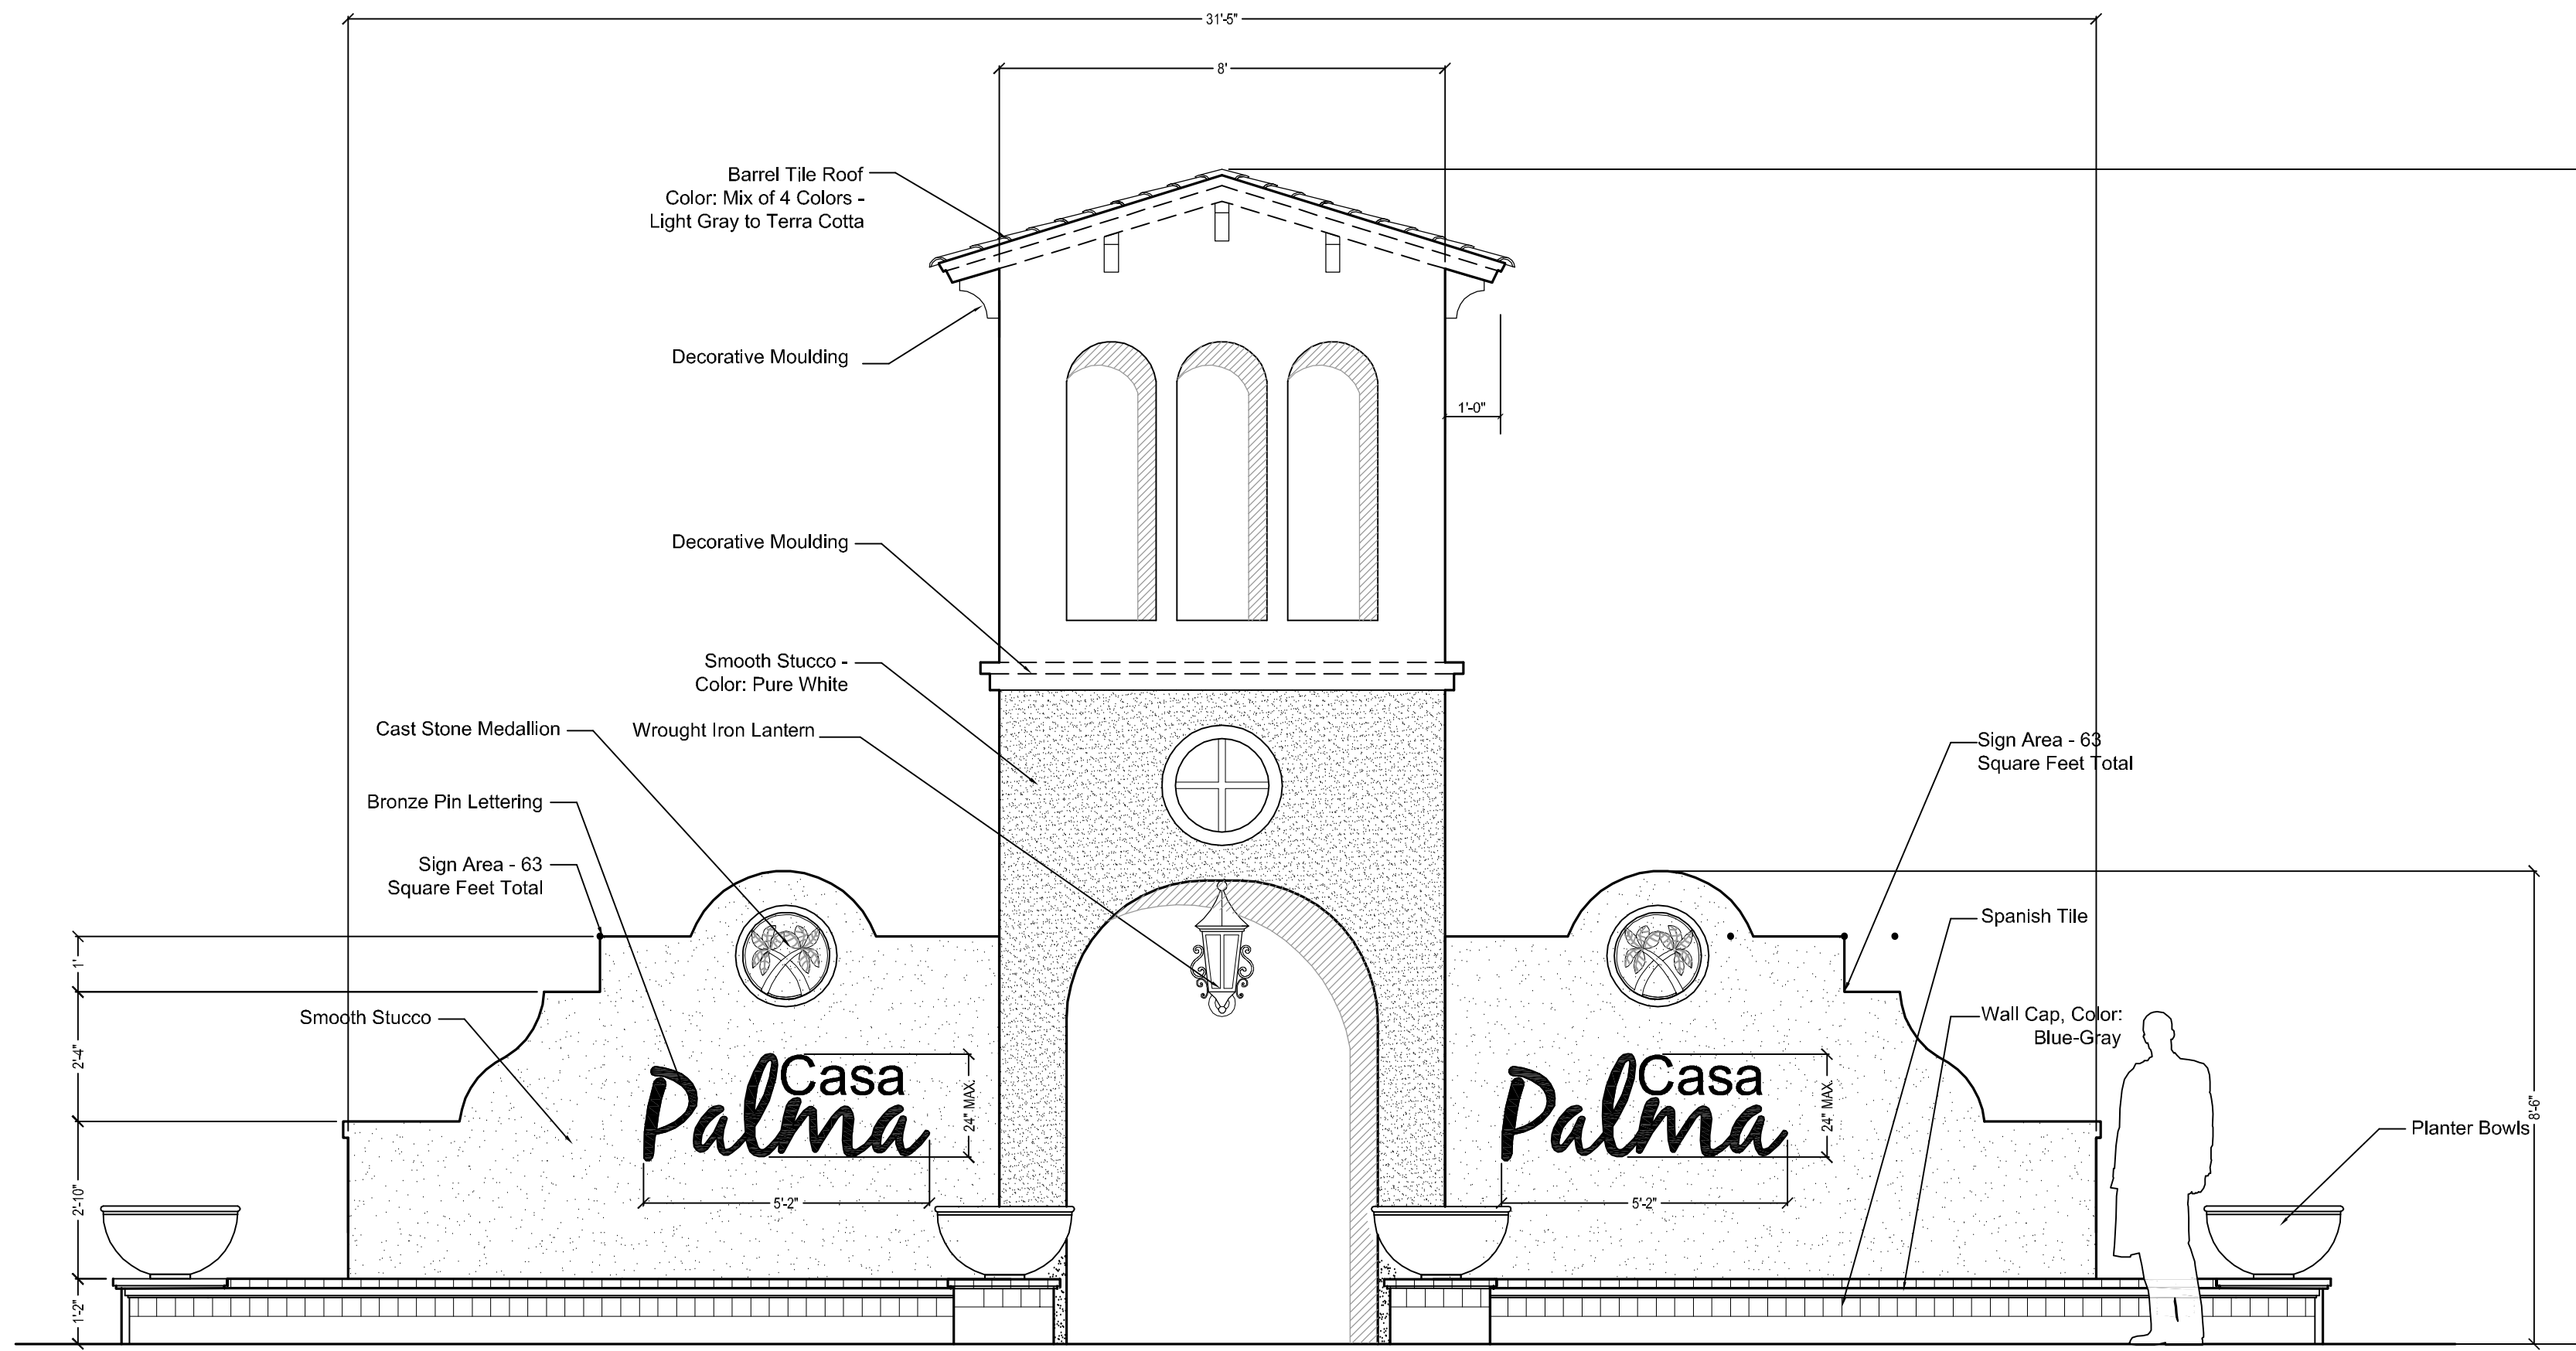 31'-5"
8'
Barrel Tile Roof
Color: Mix of 4 Colors -
Light Gray to Terra Cotta
Decorative Moulding
1'-0"
Decorative Moulding
Smooth Stucco -
Color: Pure White
Cast Stone Medallion
Wrought Iron Lantern
Sign Area - 63
Square Feet Total
Bronze Pin Lettering
Sign Area - 63
Square Feet Total
Spanish Tile
1'
Smooth Stucco
Wall Cap, Color:
Blue-Gray
2'-4"
Casa
Palma
24" MAX.
Casa
Palma
24" MAX.
8'-6"
Planter Bowls
2'-10"
5'-2"
5'-2"
1'-2"